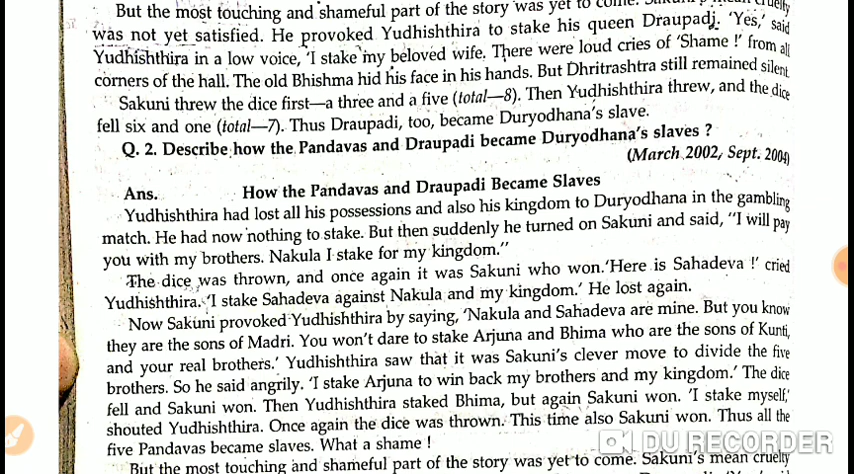 But the most touching and shameful part of the story was yet to come. Sakuni's mean cruelty
was not yet satisfied. He provoked Yudhishthira to stake his queen Draupadi. 'Yes,' said
Yudhishthira in a low voice, 'I stake my beloved wife. There were loud cries of 'Shame !' from all
corners of the hall. The old Bhishma hid his face in his hands. But Dhritrashtra still remained silent
Sakuni threw the dice first—a three and a five (total—8). Then Yudhishthira threw, and the dice
fell six and one (total—7). Thus Draupadi, too, became Duryodhana's slave.
Q. 2. Describe how the Pandavas and Draupadi became Duryodhana's slaves ?
(March 2002, Sept. 2004)
Ans. How the Pandavas and Draupadi Became Slaves
Yudhishthira had lost all his possessions and also his kingdom to Duryodhana in the gambling
match. He had now nothing to stake. But then suddenly he turned on Sakuni and said, "I will pay
you with my brothers. Nakula I stake for my kingdom."
The dice was thrown, and once again it was Sakuni who won. 'Here is Sahadeva !' cried
Yudhishthira. 'I stake Sahadeva against Nakula and my kingdom.' He lost again.
Now Sakuni provoked Yudhishthira by saying, 'Nakula and Sahadeva are mine. But you know
they are the sons of Madri. You won't dare to stake Arjuna and Bhima who are the sons of Kunti,
and your real brothers.' Yudhishthira saw that it was Sakuni's clever move to divide the five
brothers. So he said angrily. 'I stake Arjuna to win back my brothers and my kingdom.' The dice
fell and Sakuni won. Then Yudhishthira staked Bhima, but again Sakuni won. 'I stake myself,'
shouted Yudhishthira. Once again the dice was thrown. This time also Sakuni won. Thus all the
five Pandavas became slaves. What a shame !
DU RECORDER
But the most touching and shameful part of the story was yet to come. Sakuni's mean cruelty